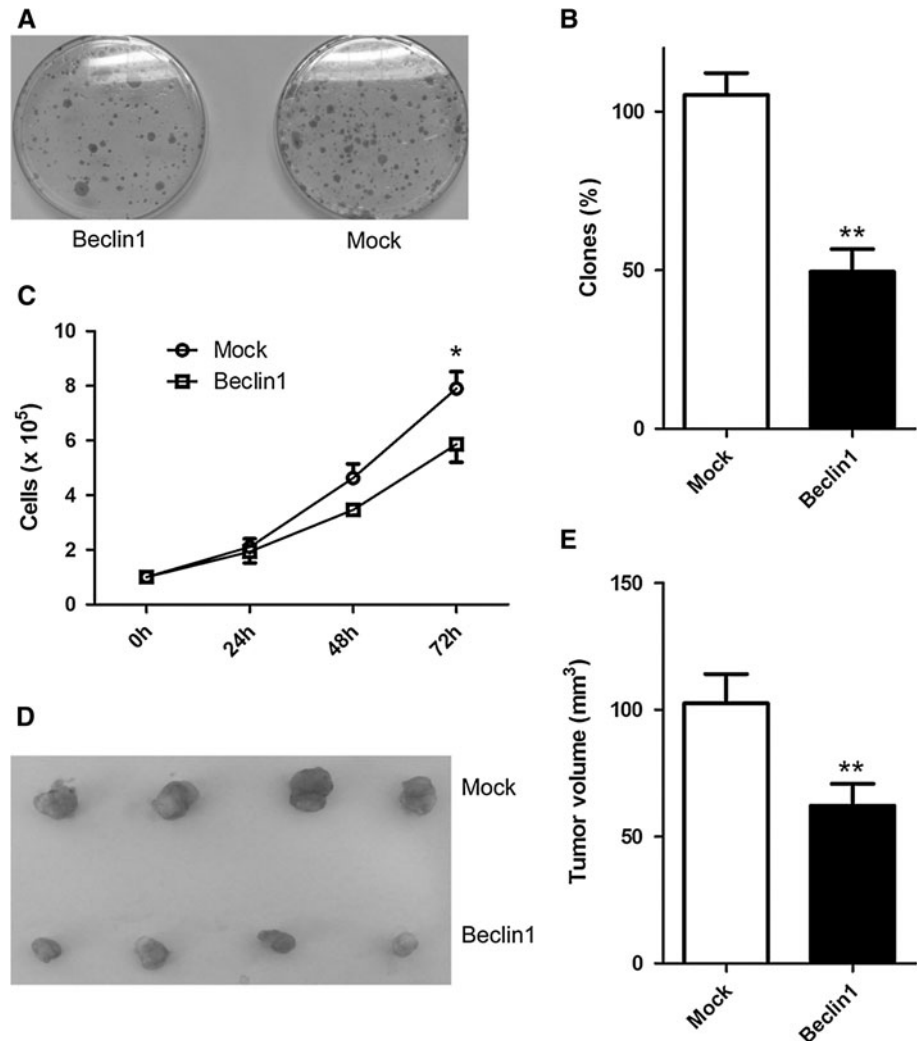 A
Beclin1
Mock
B
Clones (%)
100
50
0
**
Mock
Beclin1
C
Cells (x 10⁵)
10
8
6
4
2
0
Mock
Beclin1
*
0h
24h
48h
72h
D
Mock
Beclin1
E
Tumor volume (mm³)
150
100
50
0
**
Mock
Beclin1